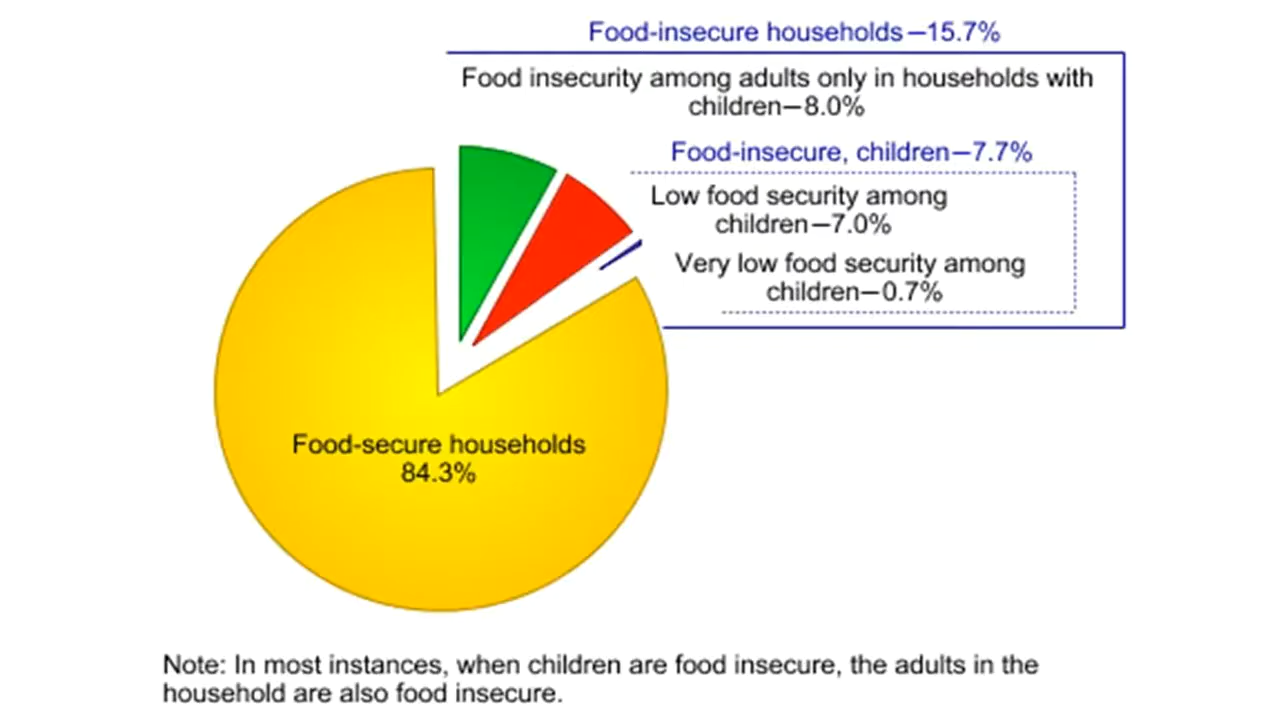 Food-insecure households—15.7%
Food insecurity among adults only in households with
children—8.0%
Food-insecure, children—7.7%
Low food security among
children—7.0%
Very low food security among
children—0.7%
Food-secure households
84.3%
Note: In most instances, when children are food insecure, the adults in the
household are also food insecure.